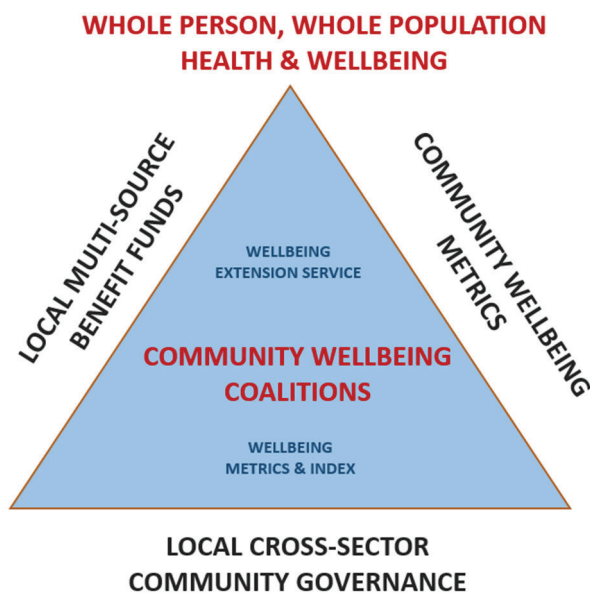 WHOLE PERSON, WHOLE POPULATION
HEALTH & WELLBEING
LOCAL MULTI-SOURCE
BENEFIT FUNDS
COMMUNITY WELLBEING
METRICS
WELLBEING
EXTENSION SERVICE
COMMUNITY WELLBEING
COALITIONS
WELLBEING
METRICS & INDEX
LOCAL CROSS-SECTOR
COMMUNITY GOVERNANCE